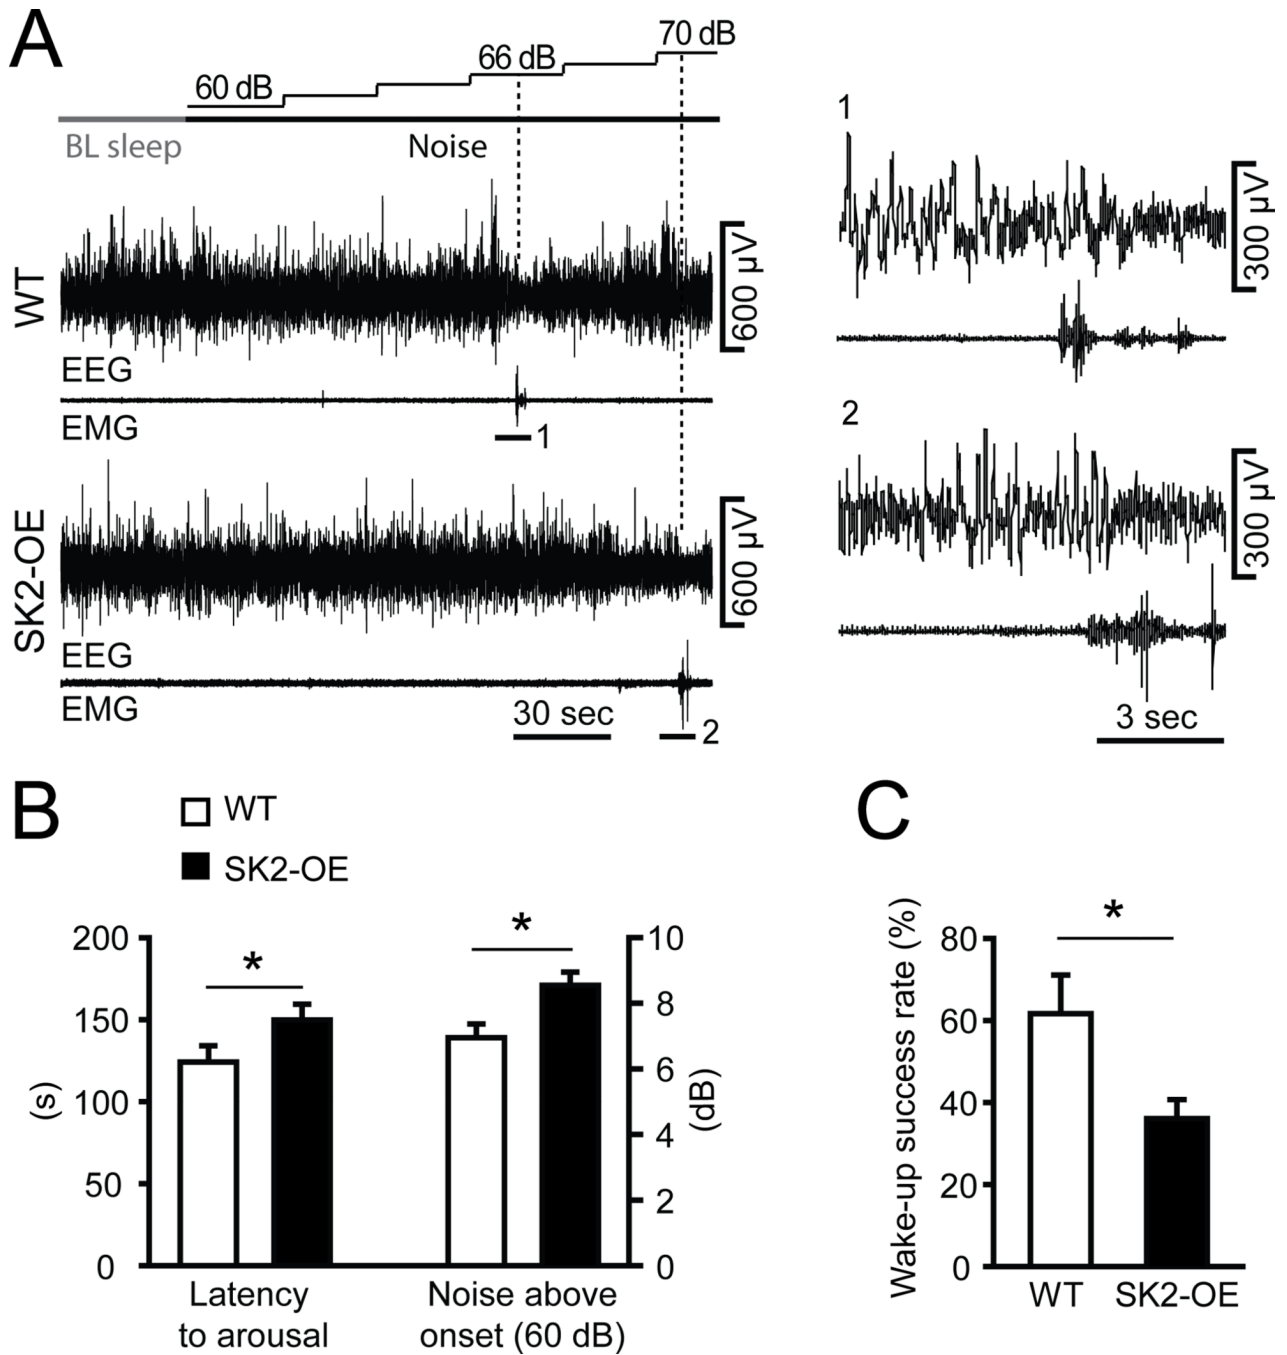 A
60 dB
66 dB
70 dB
BL sleep
Noise
WT
EEG
EMG
600 µV
1
SK2-OE
EEG
EMG
600 µV
30 sec
2
1
300 µV
2
300 µV
3 sec
B
WT
SK2-OE
*
*
200
150
100
50
0
(s)
10
8
6
4
2
0
(dB)
Latency
to arousal
Noise above
onset (60 dB)
C
*
Wake-up success rate (%)
80
60
40
20
0
WT
SK2-OE